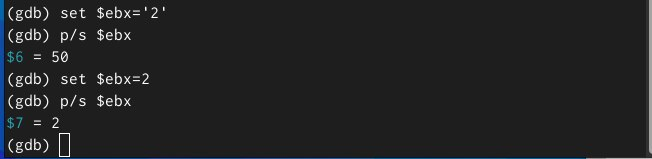 (gdb) set $ebx='2'
(gdb) p/s $ebx
$6 = 50
(gdb) set $ebx=2
(gdb) p/s $ebx
$7 = 2
(gdb)